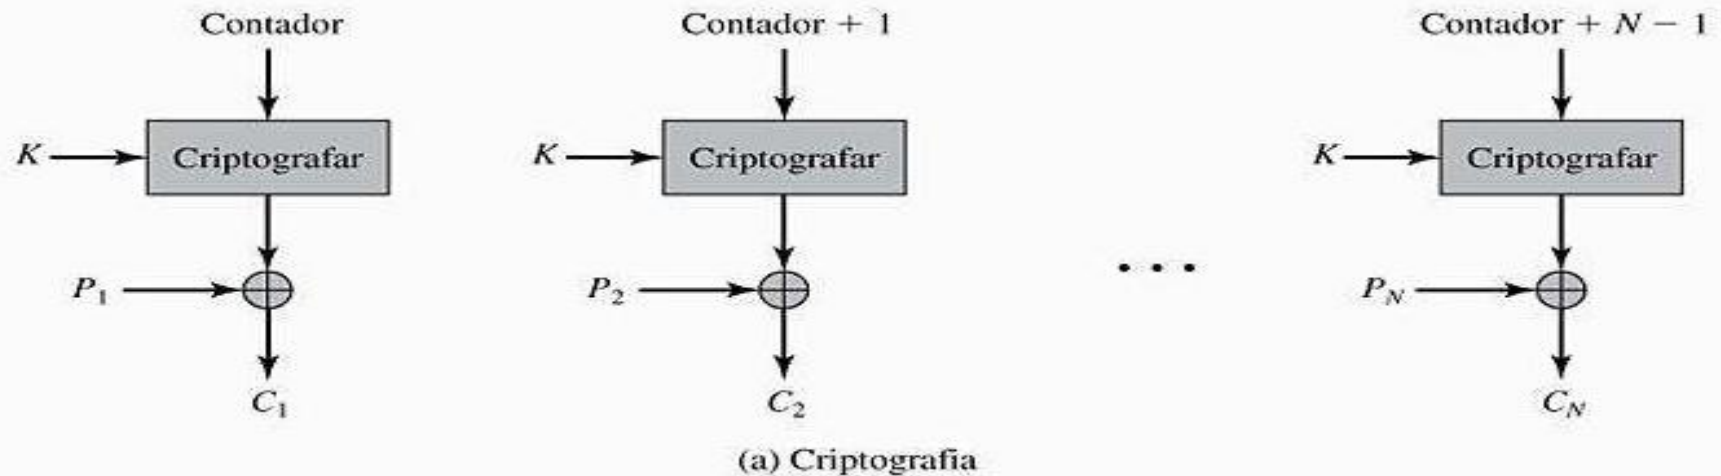 Contador Contador + 1 Contador + N − 1
K Criptografar K Criptografar K Criptografar
P1 P2 ... PN
C1 C2 CN
(a) Criptografia